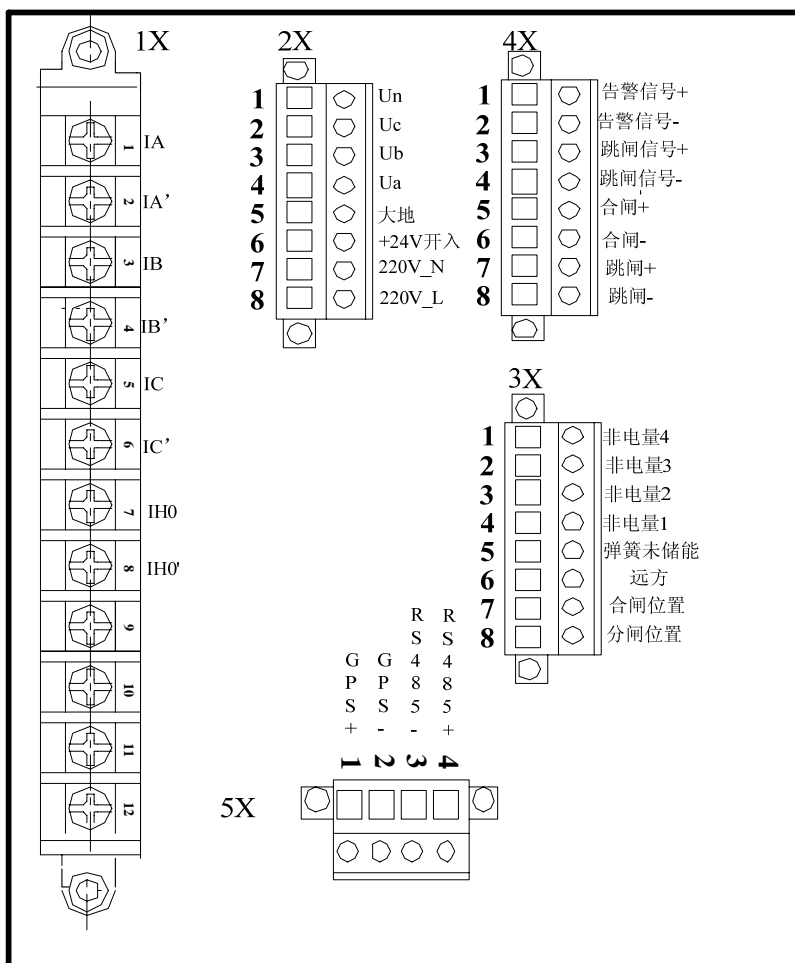 1X
1 IA
2 IA’
3 IB
4 IB’
5 IC
6 IC’
7 IH0
8 IH0'
9
10
11
12
2X
1 Un
2 Uc
3 Ub
4 Ua
5 大地
6 +24V开入
7 220V_N
8 220V_L
4X
1 告警信号+
2 告警信号-
3 跳闸信号+
4 跳闸信号-
5 合闸+
6 合闸-
7 跳闸+
8 跳闸-
3X
1 非电量4
2 非电量3
3 非电量2
4 非电量1
5 弹簧未储能
6 远方
7 合闸位置
8 分闸位置
5X
1 GPS+
2 GPS-
3 RS485-
4 RS485+